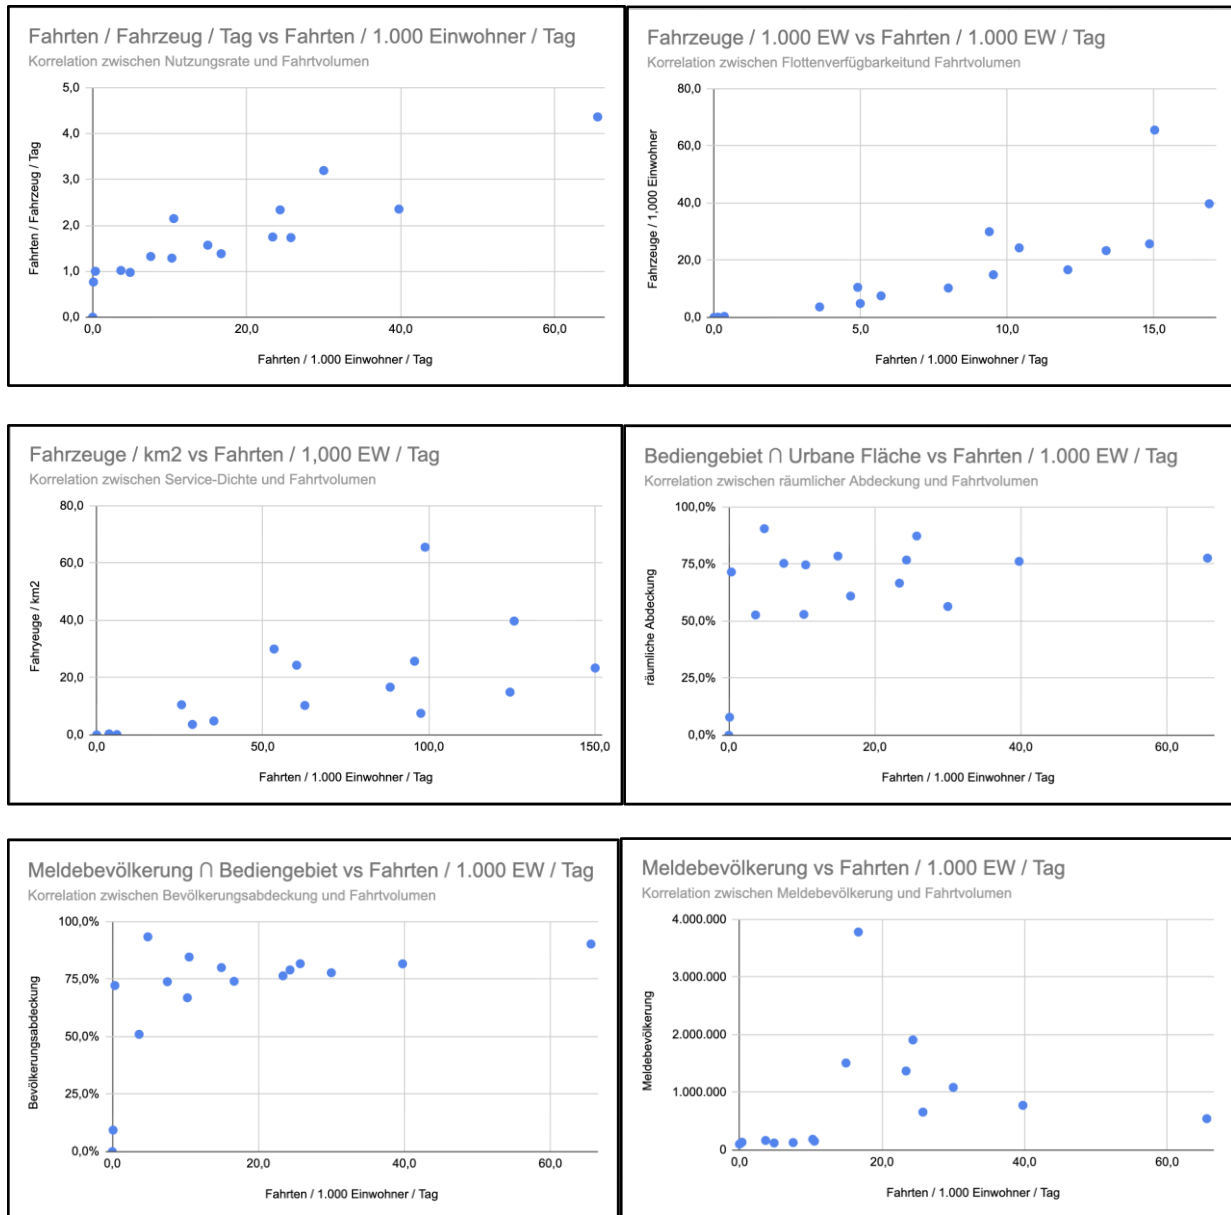 Fahrten / Fahrzeug / Tag vs Fahrten / 1.000 Einwohner / Tag
Korrelation zwischen Nutzungsrate und Fahrtvolumen
5,0
4,0
3,0
2,0
1,0
0,0
Fahrten / Fahrzeug / Tag
0,0
20,0
40,0
60,0
Fahrten / 1.000 Einwohner / Tag
Fahrzeuge / 1.000 EW vs Fahrten / 1.000 EW / Tag
Korrelation zwischen Flottenverfügbarkeitund Fahrtvolumen
80,0
60,0
40,0
20,0
0,0
Fahrzeuge / 1,000 Einwohner
0,0
5,0
10,0
15,0
Fahrten / 1.000 Einwohner / Tag
Fahrzeuge / km2 vs Fahrten / 1,000 EW / Tag
Korrelation zwischen Service-Dichte und Fahrtvolumen
80,0
60,0
40,0
20,0
0,0
Fahryeuge / km2
0,0
50,0
100,0
150,0
Fahrten / 1.000 Einwohner / Tag
Bediengebiet ∩ Urbane Fläche vs Fahrten / 1.000 EW / Tag
Korrelation zwischen räumlicher Abdeckung und Fahrtvolumen
100,0%
75,0%
50,0%
25,0%
0,0%
räumliche Abdeckung
0,0
20,0
40,0
60,0
Fahrten / 1.000 Einwohner / Tag
Meldebevölkerung ∩ Bediengebiet vs Fahrten / 1.000 EW / Tag
Korrelation zwischen Bevölkerungsabdeckung und Fahrtvolumen
100,0%
75,0%
50,0%
25,0%
0,0%
Bevölkerungsabdeckung
0,0
20,0
40,0
60,0
Fahrten / 1.000 Einwohner / Tag
Meldebevölkerung vs Fahrten / 1.000 EW / Tag
Korrelation zwischen Meldebevölkerung und Fahrtvolumen
4.000.000
3.000.000
2.000.000
1.000.000
0
Meldebevölkerung
0,0
20,0
40,0
60,0
Fahrten / 1.000 Einwohner / Tag